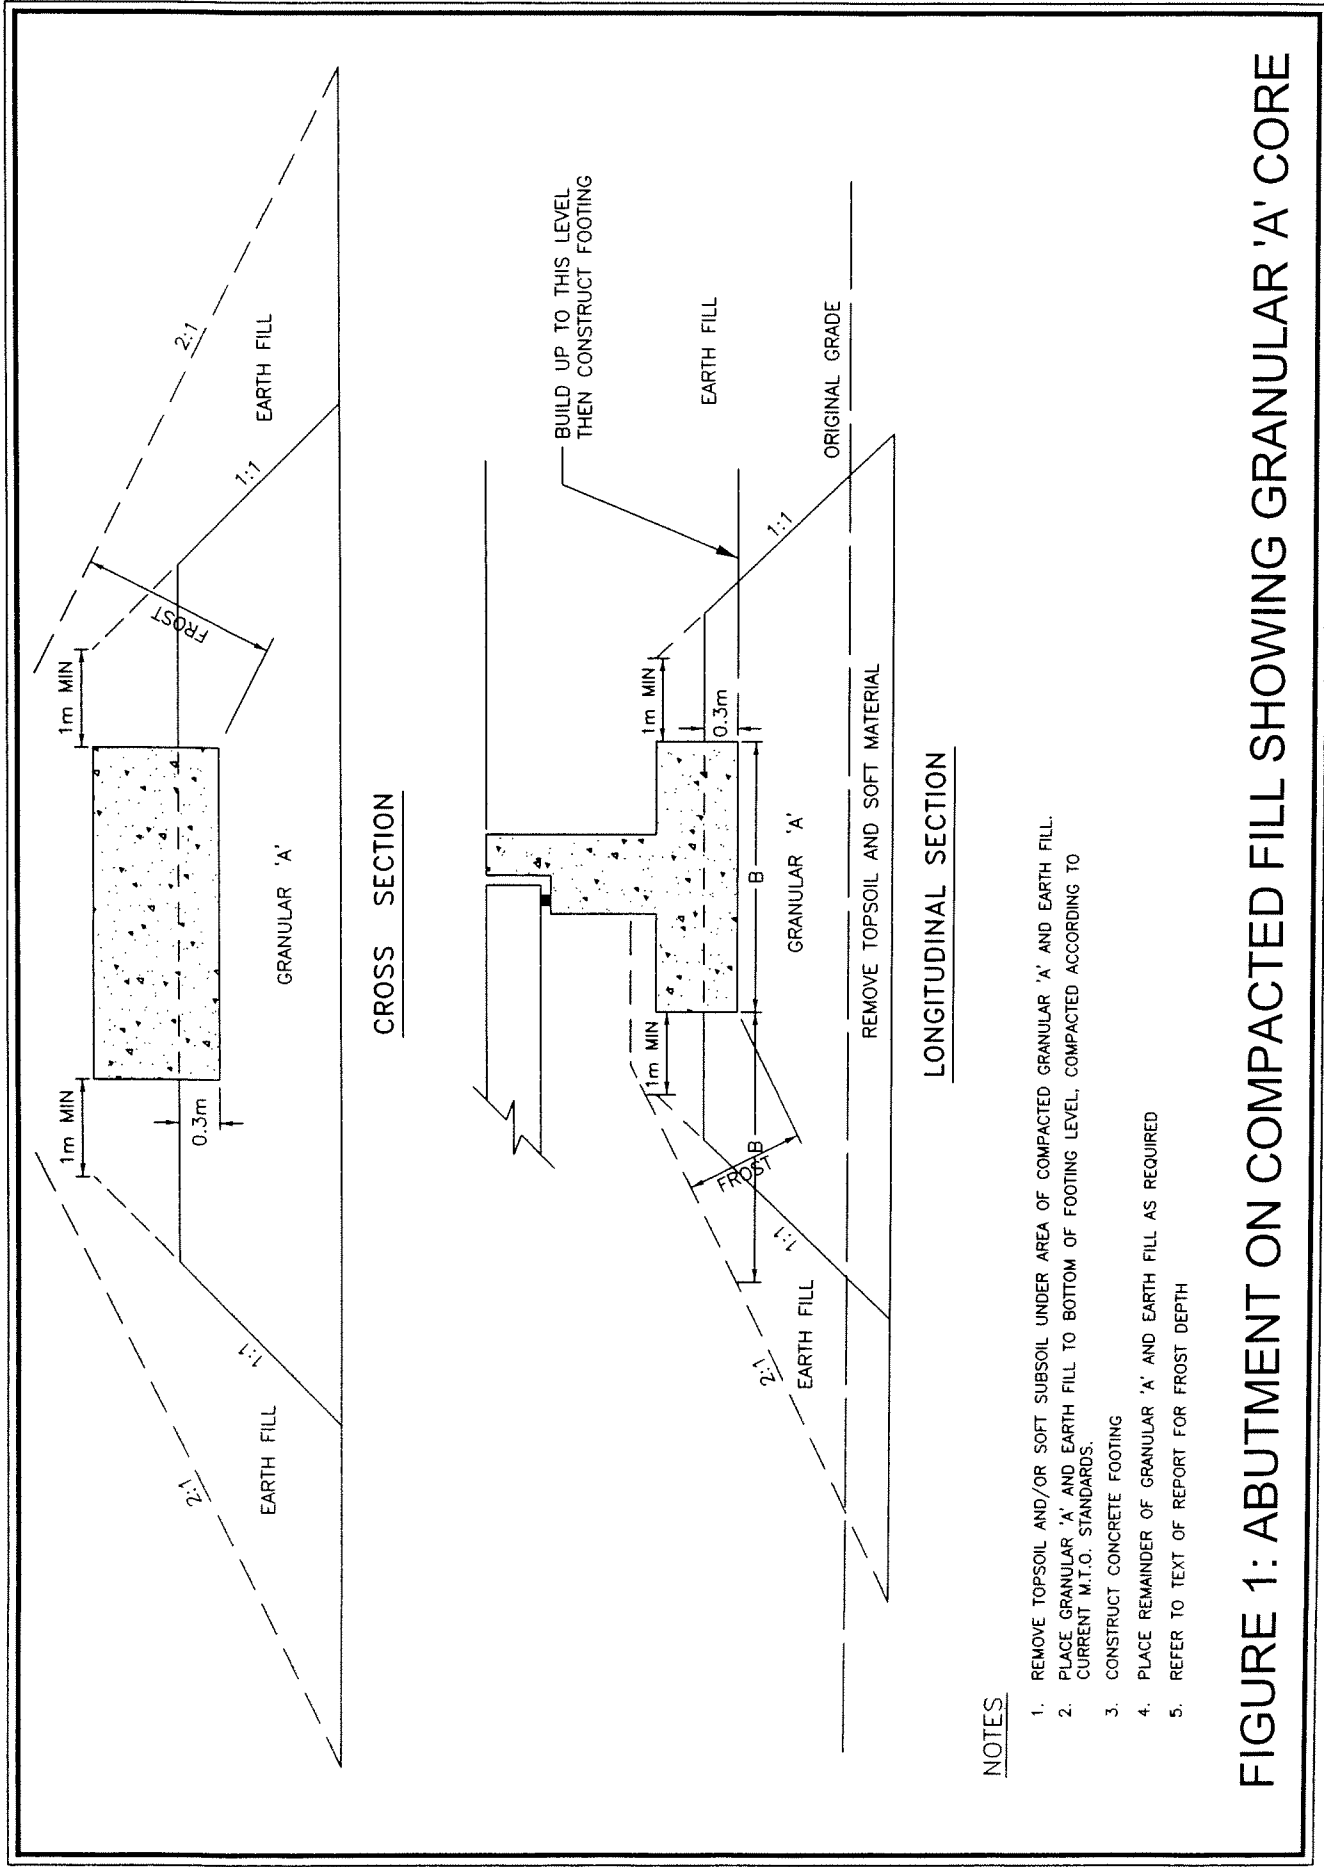 2:1
1m MIN
1m MIN
FROST
0.3m
1:1
1:1
2:1
EARTH FILL
GRANULAR 'A'
EARTH FILL
CROSS SECTION
BUILD UP TO THIS LEVEL
THEN CONSTRUCT FOOTING
1m MIN
1m MIN
0.3m
EARTH FILL
B
B
FROST
1:1
1:1
2:1
EARTH FILL
GRANULAR 'A'
ORIGINAL GRADE
REMOVE TOPSOIL AND SOFT MATERIAL
LONGITUDINAL SECTION
NOTES
1. REMOVE TOPSOIL AND/OR SOFT SUBSOIL UNDER AREA OF COMPACTED GRANULAR 'A' AND EARTH FILL.
2. PLACE GRANULAR 'A' AND EARTH FILL TO BOTTOM OF FOOTING LEVEL, COMPACTED ACCORDING TO
CURRENT M.T.O. STANDARDS.
3. CONSTRUCT CONCRETE FOOTING
4. PLACE REMAINDER OF GRANULAR 'A' AND EARTH FILL AS REQUIRED
5. REFER TO TEXT OF REPORT FOR FROST DEPTH
FIGURE 1: ABUTMENT ON COMPACTED FILL SHOWING GRANULAR 'A' CORE